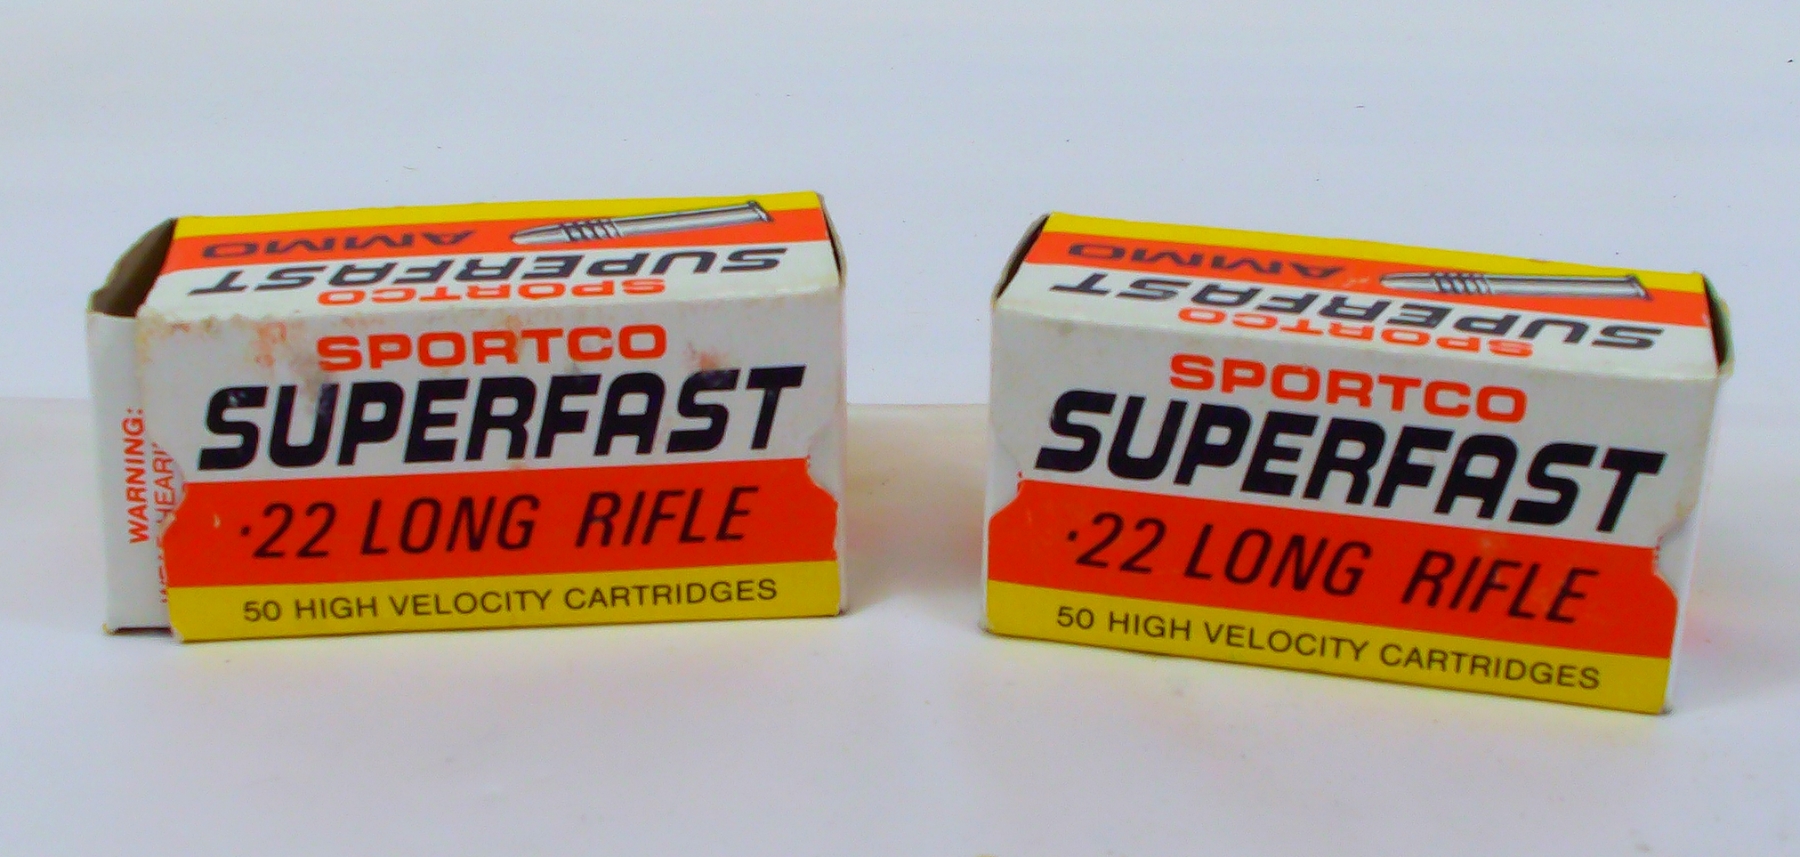 AMMO
SUPERFAST
SPORTCO
SPORTCO
SUPERFAST
.22 LONG RIFLE
50 HIGH VELOCITY CARTRIDGES
WARNING:
AMMO
SUPERFAST
SPORTCO
SPORTCO
SUPERFAST
.22 LONG RIFLE
50 HIGH VELOCITY CARTRIDGES